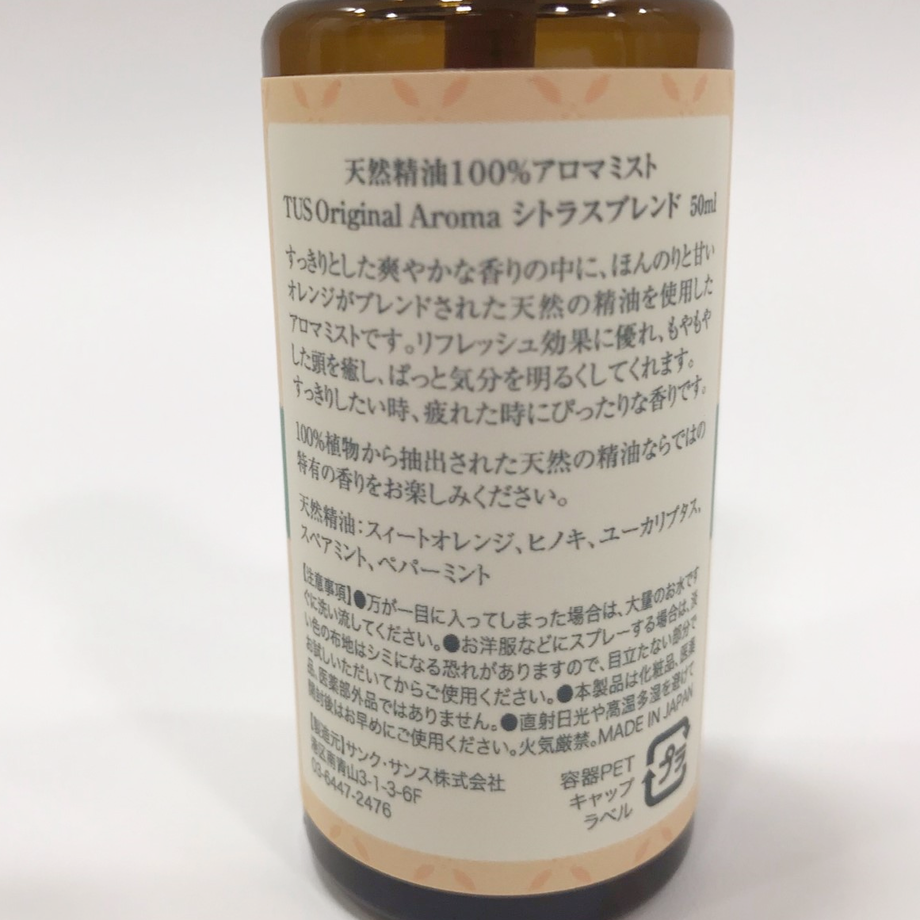 天然精油100%アロマミスト
TUS Original Aroma シトラスブレンド 50ml
すっきりとした爽やかな香りの中に、ほんのりと甘い
オレンジがブレンドされた天然の精油を使用した
アロマミストです。リフレッシュ効果に優れ、もやもや
した頭を癒し、ぱっと気分を明るくしてくれます。
すっきりしたい時、疲れた時にぴったりな香りです。
100%植物から抽出された天然の精油ならではの
特有の香りをお楽しみください。
天然精油:スイートオレンジ、ヒノキ、ユーカリプタス、
スペアミント、ペパーミント
【注意事項】●万が一目に入ってしまった場合は、大量のお水です
ぐに洗い流してください。●お洋服などにスプレーする場合は、淡
い色の布地はシミになる恐れがありますので、目立たない部分で
お試しいただいてからご使用ください。●本製品は化粧品、医薬
品、医薬部外品ではありません。●直射日光や高温多湿を避けて
開封後はお早めにご使用ください。火気厳禁。MADE IN JAPAN
【製造元】サンク・サンス株式会社
港区南青山3-1-3-6F
03-6447-2476
容器PET
キャップ
ラベル
プラ